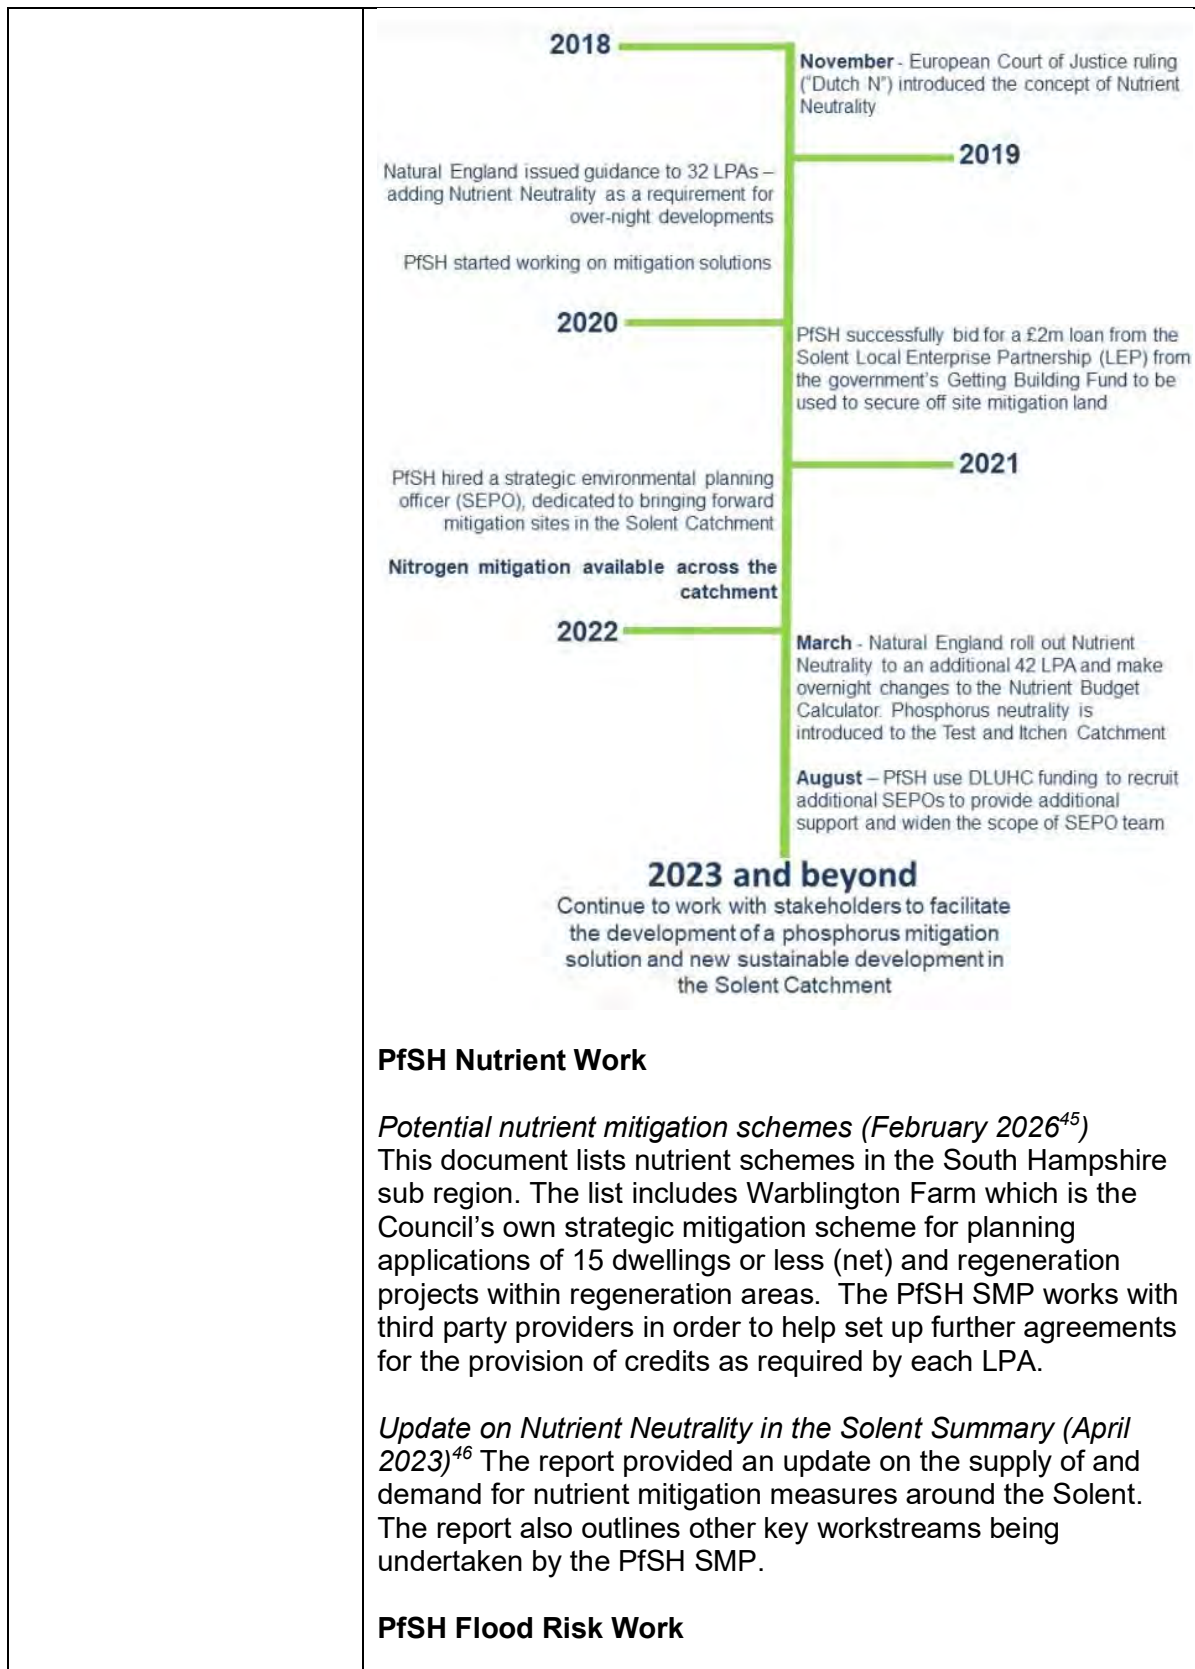 2018
November - European Court of Justice ruling
("Dutch N") introduced the concept of Nutrient
Neutrality
2019
Natural England issued guidance to 32 LPAs –
adding Nutrient Neutrality as a requirement for
over-night developments
PfSH started working on mitigation solutions
2020
PfSH successfully bid for a £2m loan from the
Solent Local Enterprise Partnership (LEP) from
the government's Getting Building Fund to be
used to secure off site mitigation land
2021
PfSH hired a strategic environmental planning
officer (SEPO), dedicated to bringing forward
mitigation sites in the Solent Catchment
Nitrogen mitigation available across the
catchment
2022
March - Natural England roll out Nutrient
Neutrality to an additional 42 LPA and make
overnight changes to the Nutrient Budget
Calculator. Phosphorus neutrality is
introduced to the Test and Itchen Catchment
August – PfSH use DLUHC funding to recruit
additional SEPOs to provide additional
support and widen the scope of SEPO team
2023 and beyond
Continue to work with stakeholders to facilitate
the development of a phosphorus mitigation
solution and new sustainable development in
the Solent Catchment
PfSH Nutrient Work
Potential nutrient mitigation schemes (February 2026⁴⁵)
This document lists nutrient schemes in the South Hampshire
sub region. The list includes Warblington Farm which is the
Council's own strategic mitigation scheme for planning
applications of 15 dwellings or less (net) and regeneration
projects within regeneration areas.  The PfSH SMP works with
third party providers in order to help set up further agreements
for the provision of credits as required by each LPA.
Update on Nutrient Neutrality in the Solent Summary (April
2023)⁴⁶ The report provided an update on the supply of and
demand for nutrient mitigation measures around the Solent.
The report also outlines other key workstreams being
undertaken by the PfSH SMP.
PfSH Flood Risk Work